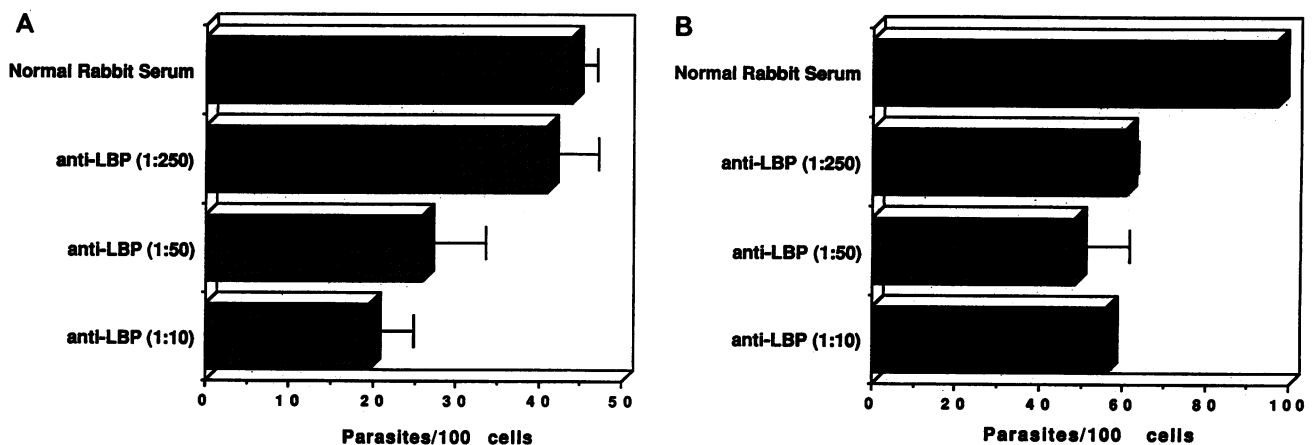 A
Normal Rabbit Serum
anti-LBP (1:250)
anti-LBP (1:50)
anti-LBP (1:10)
0 10 20 30 40 50
Parasites/100 cells
B
Normal Rabbit Serum
anti-LBP (1:250)
anti-LBP (1:50)
anti-LBP (1:10)
0 20 40 60 80 100
Parasites/100 cells